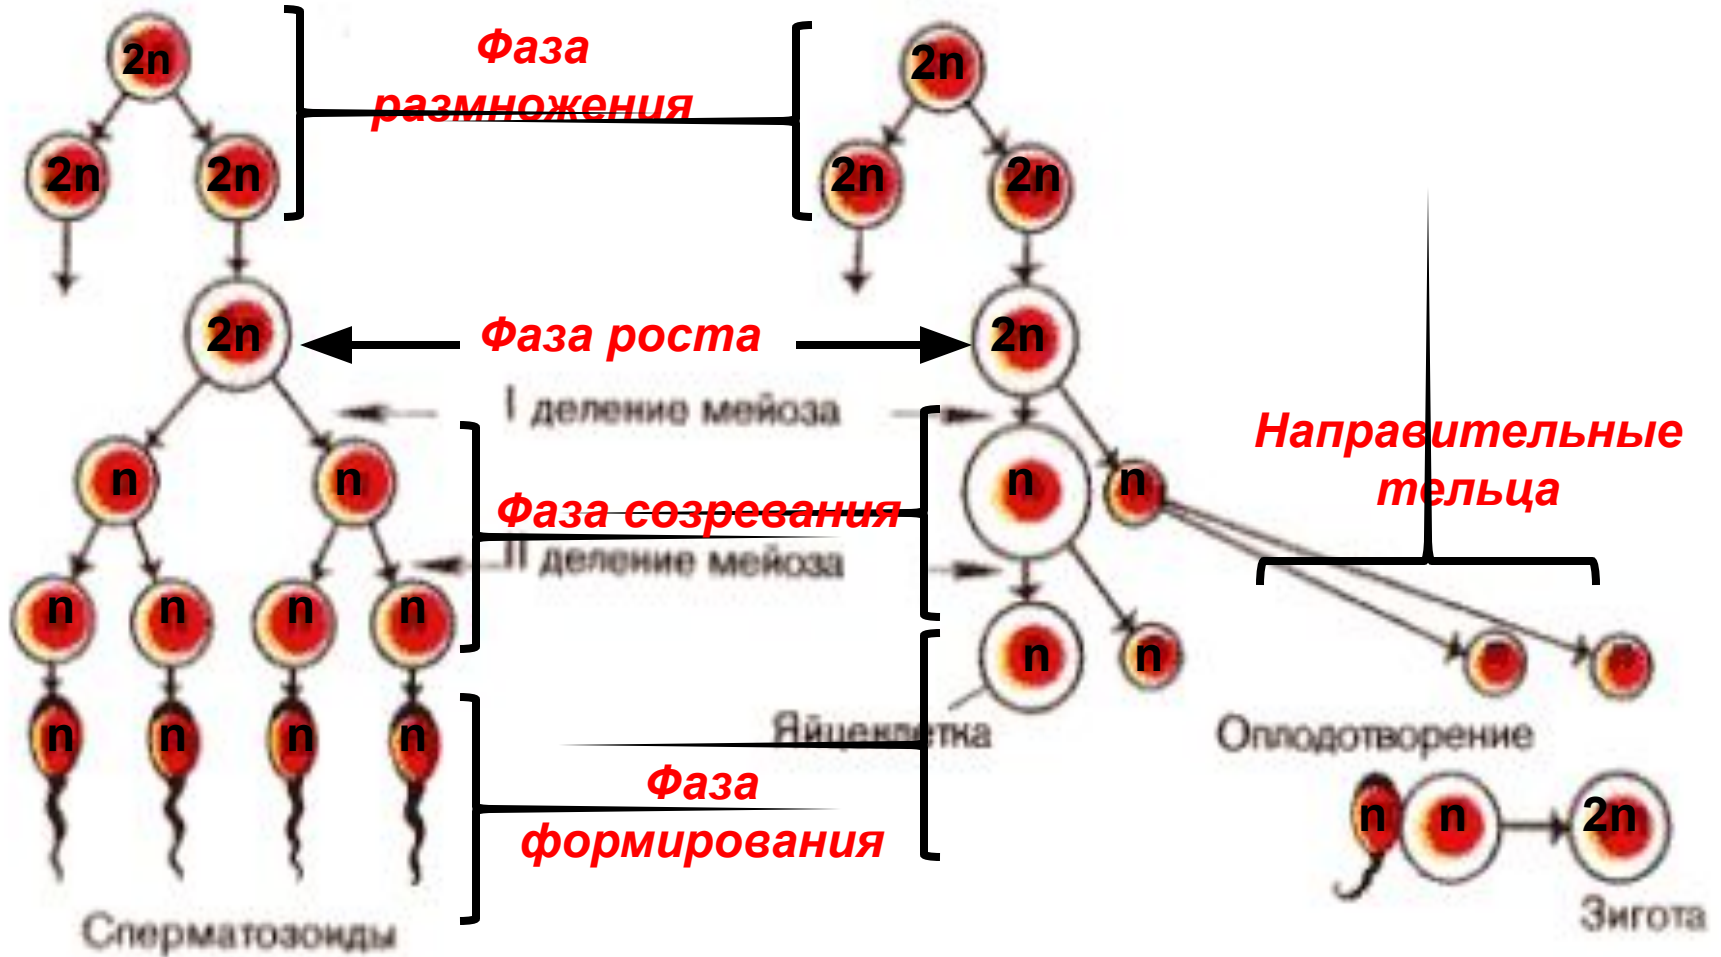 2n
Фаза
2n
размножения
2n
2n
2n
2n
2n
Фаза роста
2n
I деление мейоза
Направительные
тельца
n
n
n
n
Фаза созревания
II деление мейоза
n
n
n
n
n
n
Яйцеклетка
Оплодотворение
n
n
n
n
Фаза
формирования
n
n
2n
Сперматозоиды
Зигота